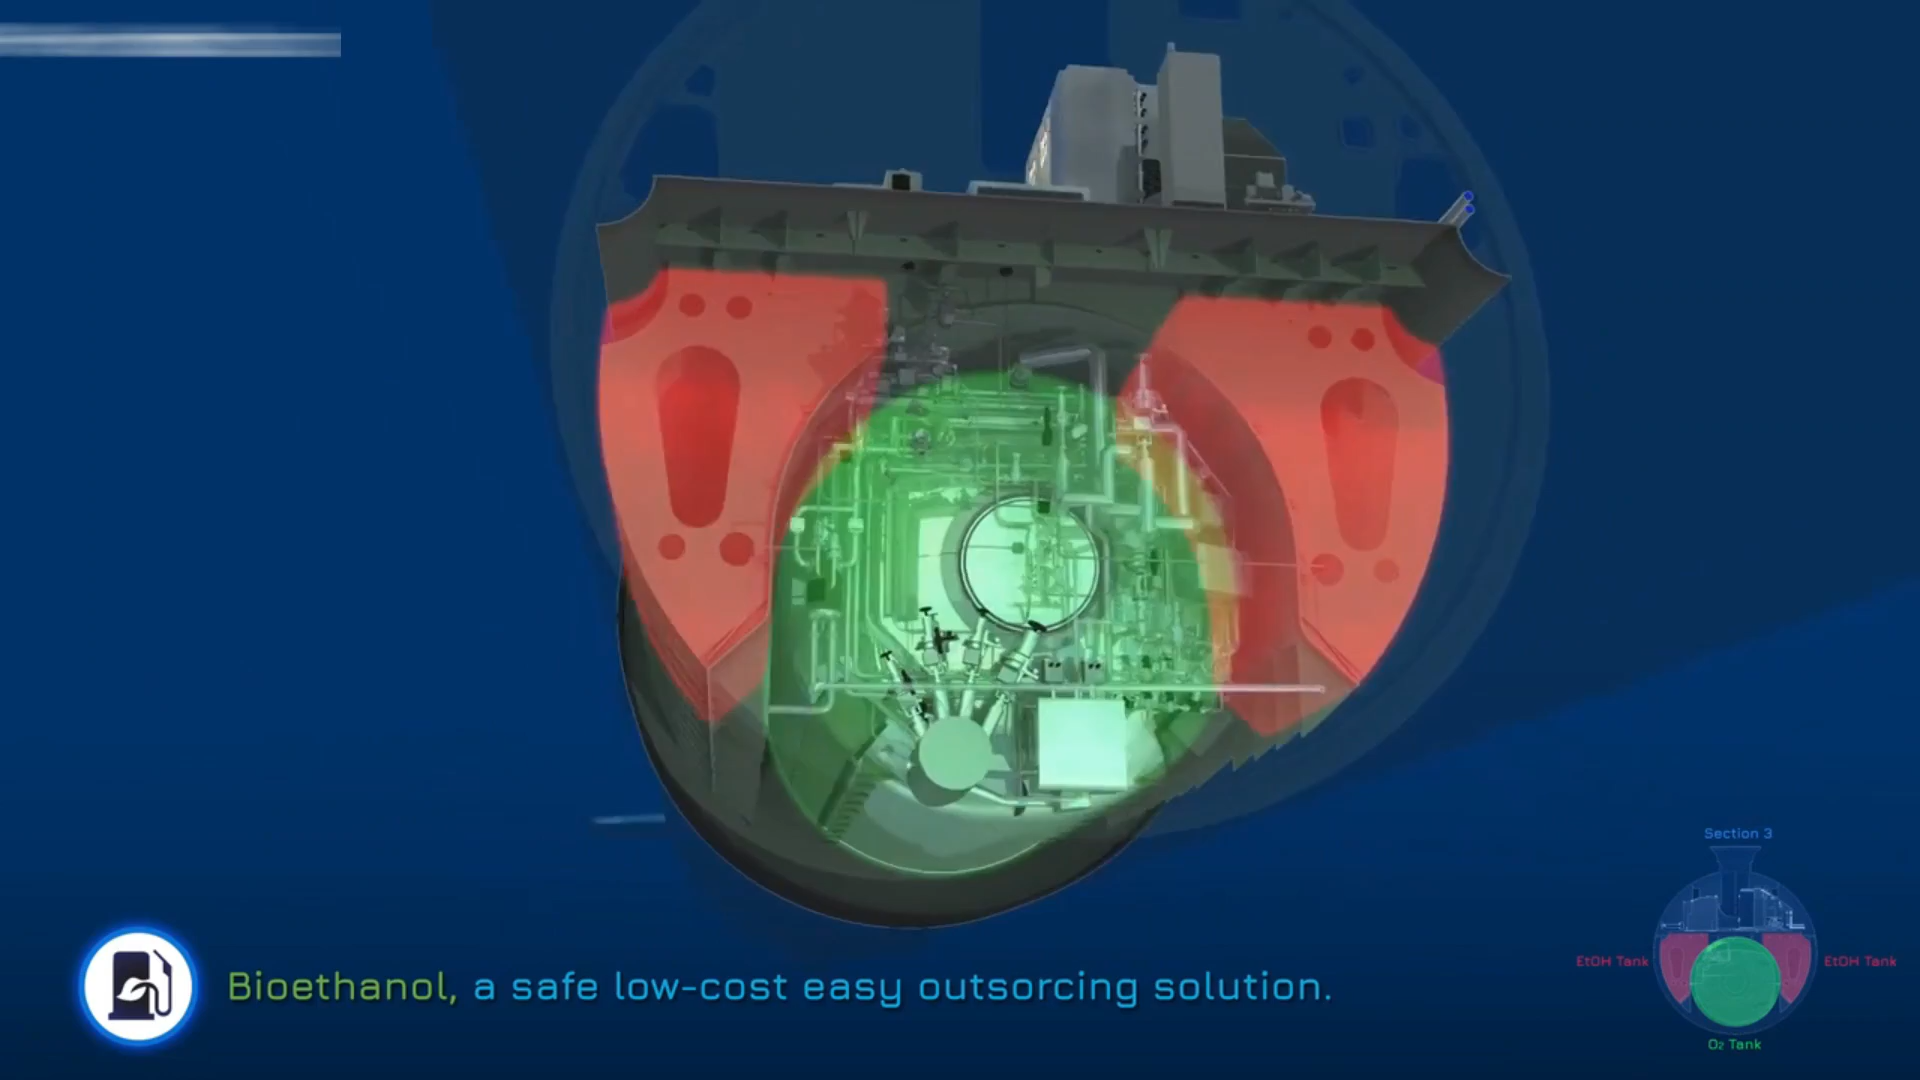 Section 3
EtOH Tank
EtOH Tank
O₂ Tank
Bioethanol, a safe low-cost easy outsorcing solution.